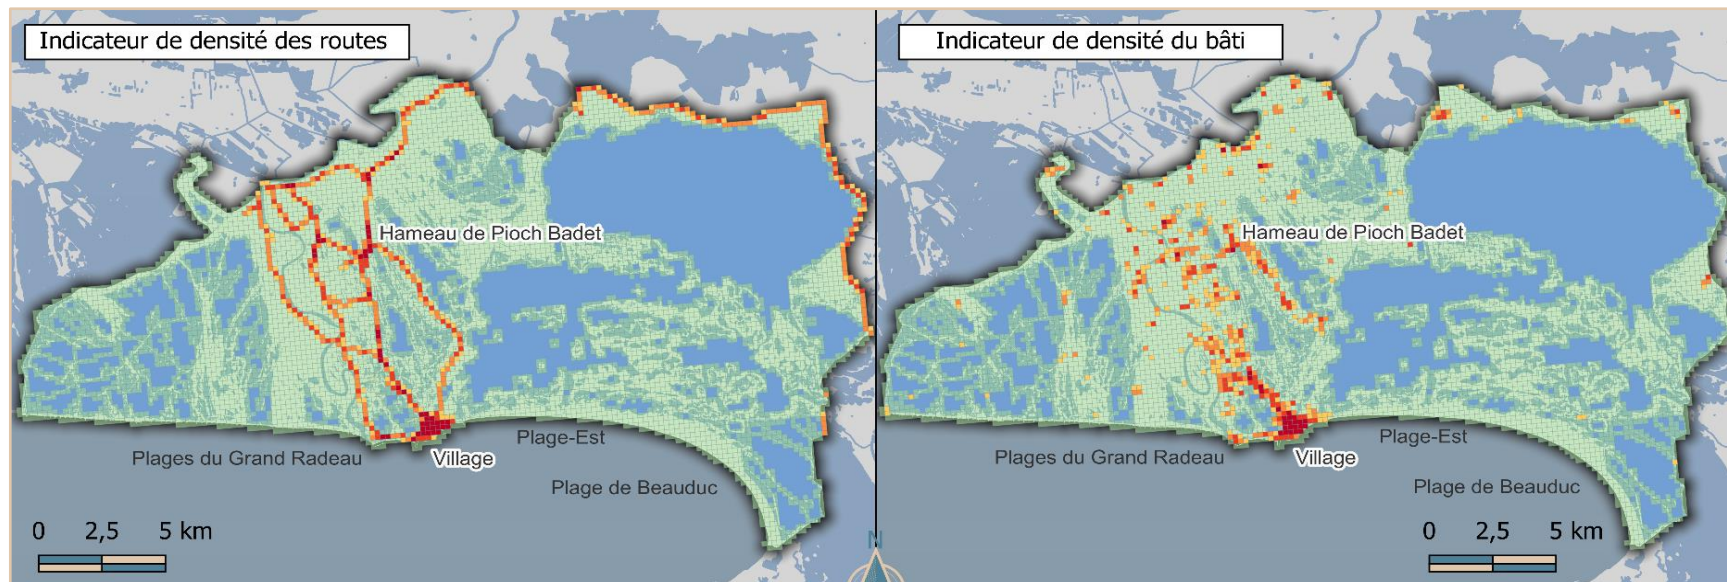 Indicateur de densité des routes
Hameau de Pioch Badet
Plage-Est
Plages du Grand Radeau
Village
Plage de Beauduc
0 2,5 5 km
Indicateur de densité du bâti
Hameau de Pioch Badet
Plage-Est
Plages du Grand Radeau
Village
Plage de Beauduc
0 2,5 5 km
N